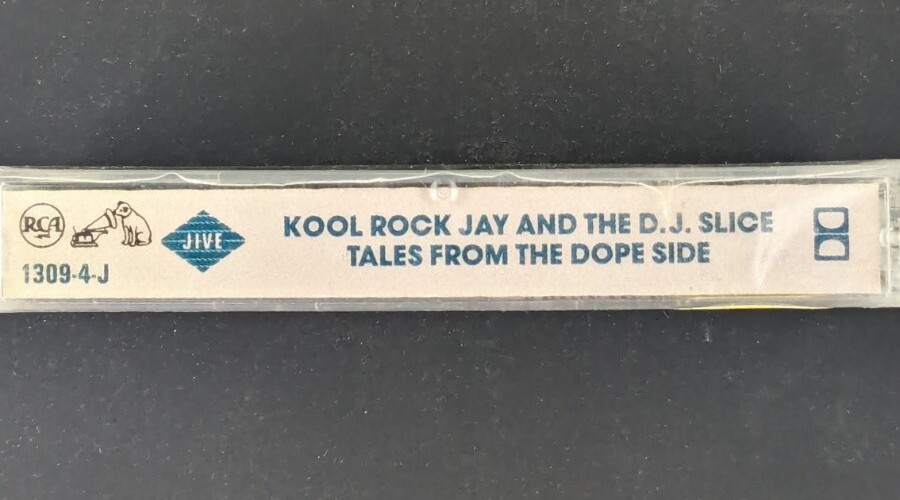 RCA
JIVE
1309-4-J
KOOL ROCK JAY AND THE D.J. SLICE
TALES FROM THE DOPE SIDE